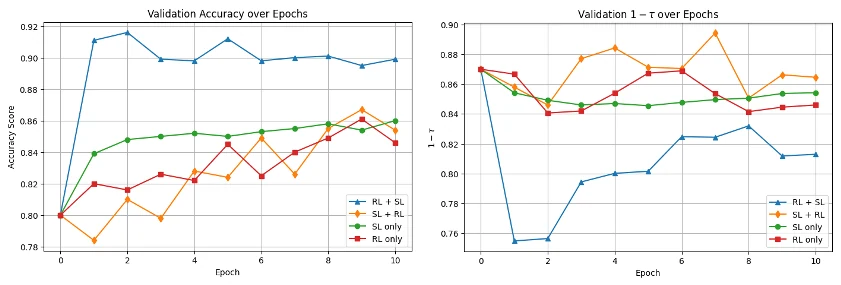 Validation Accuracy over Epochs
Accuracy Score
0.92
0.90
0.88
0.86
0.84
0.82
0.80
0.78
0
2
4
6
8
10
Epoch
RL + SL
SL + RL
SL only
RL only
Validation 1 − τ over Epochs
1 − τ
0.90
0.88
0.86
0.84
0.82
0.80
0.78
0.76
0
2
4
6
8
10
Epoch
RL + SL
SL + RL
SL only
RL only